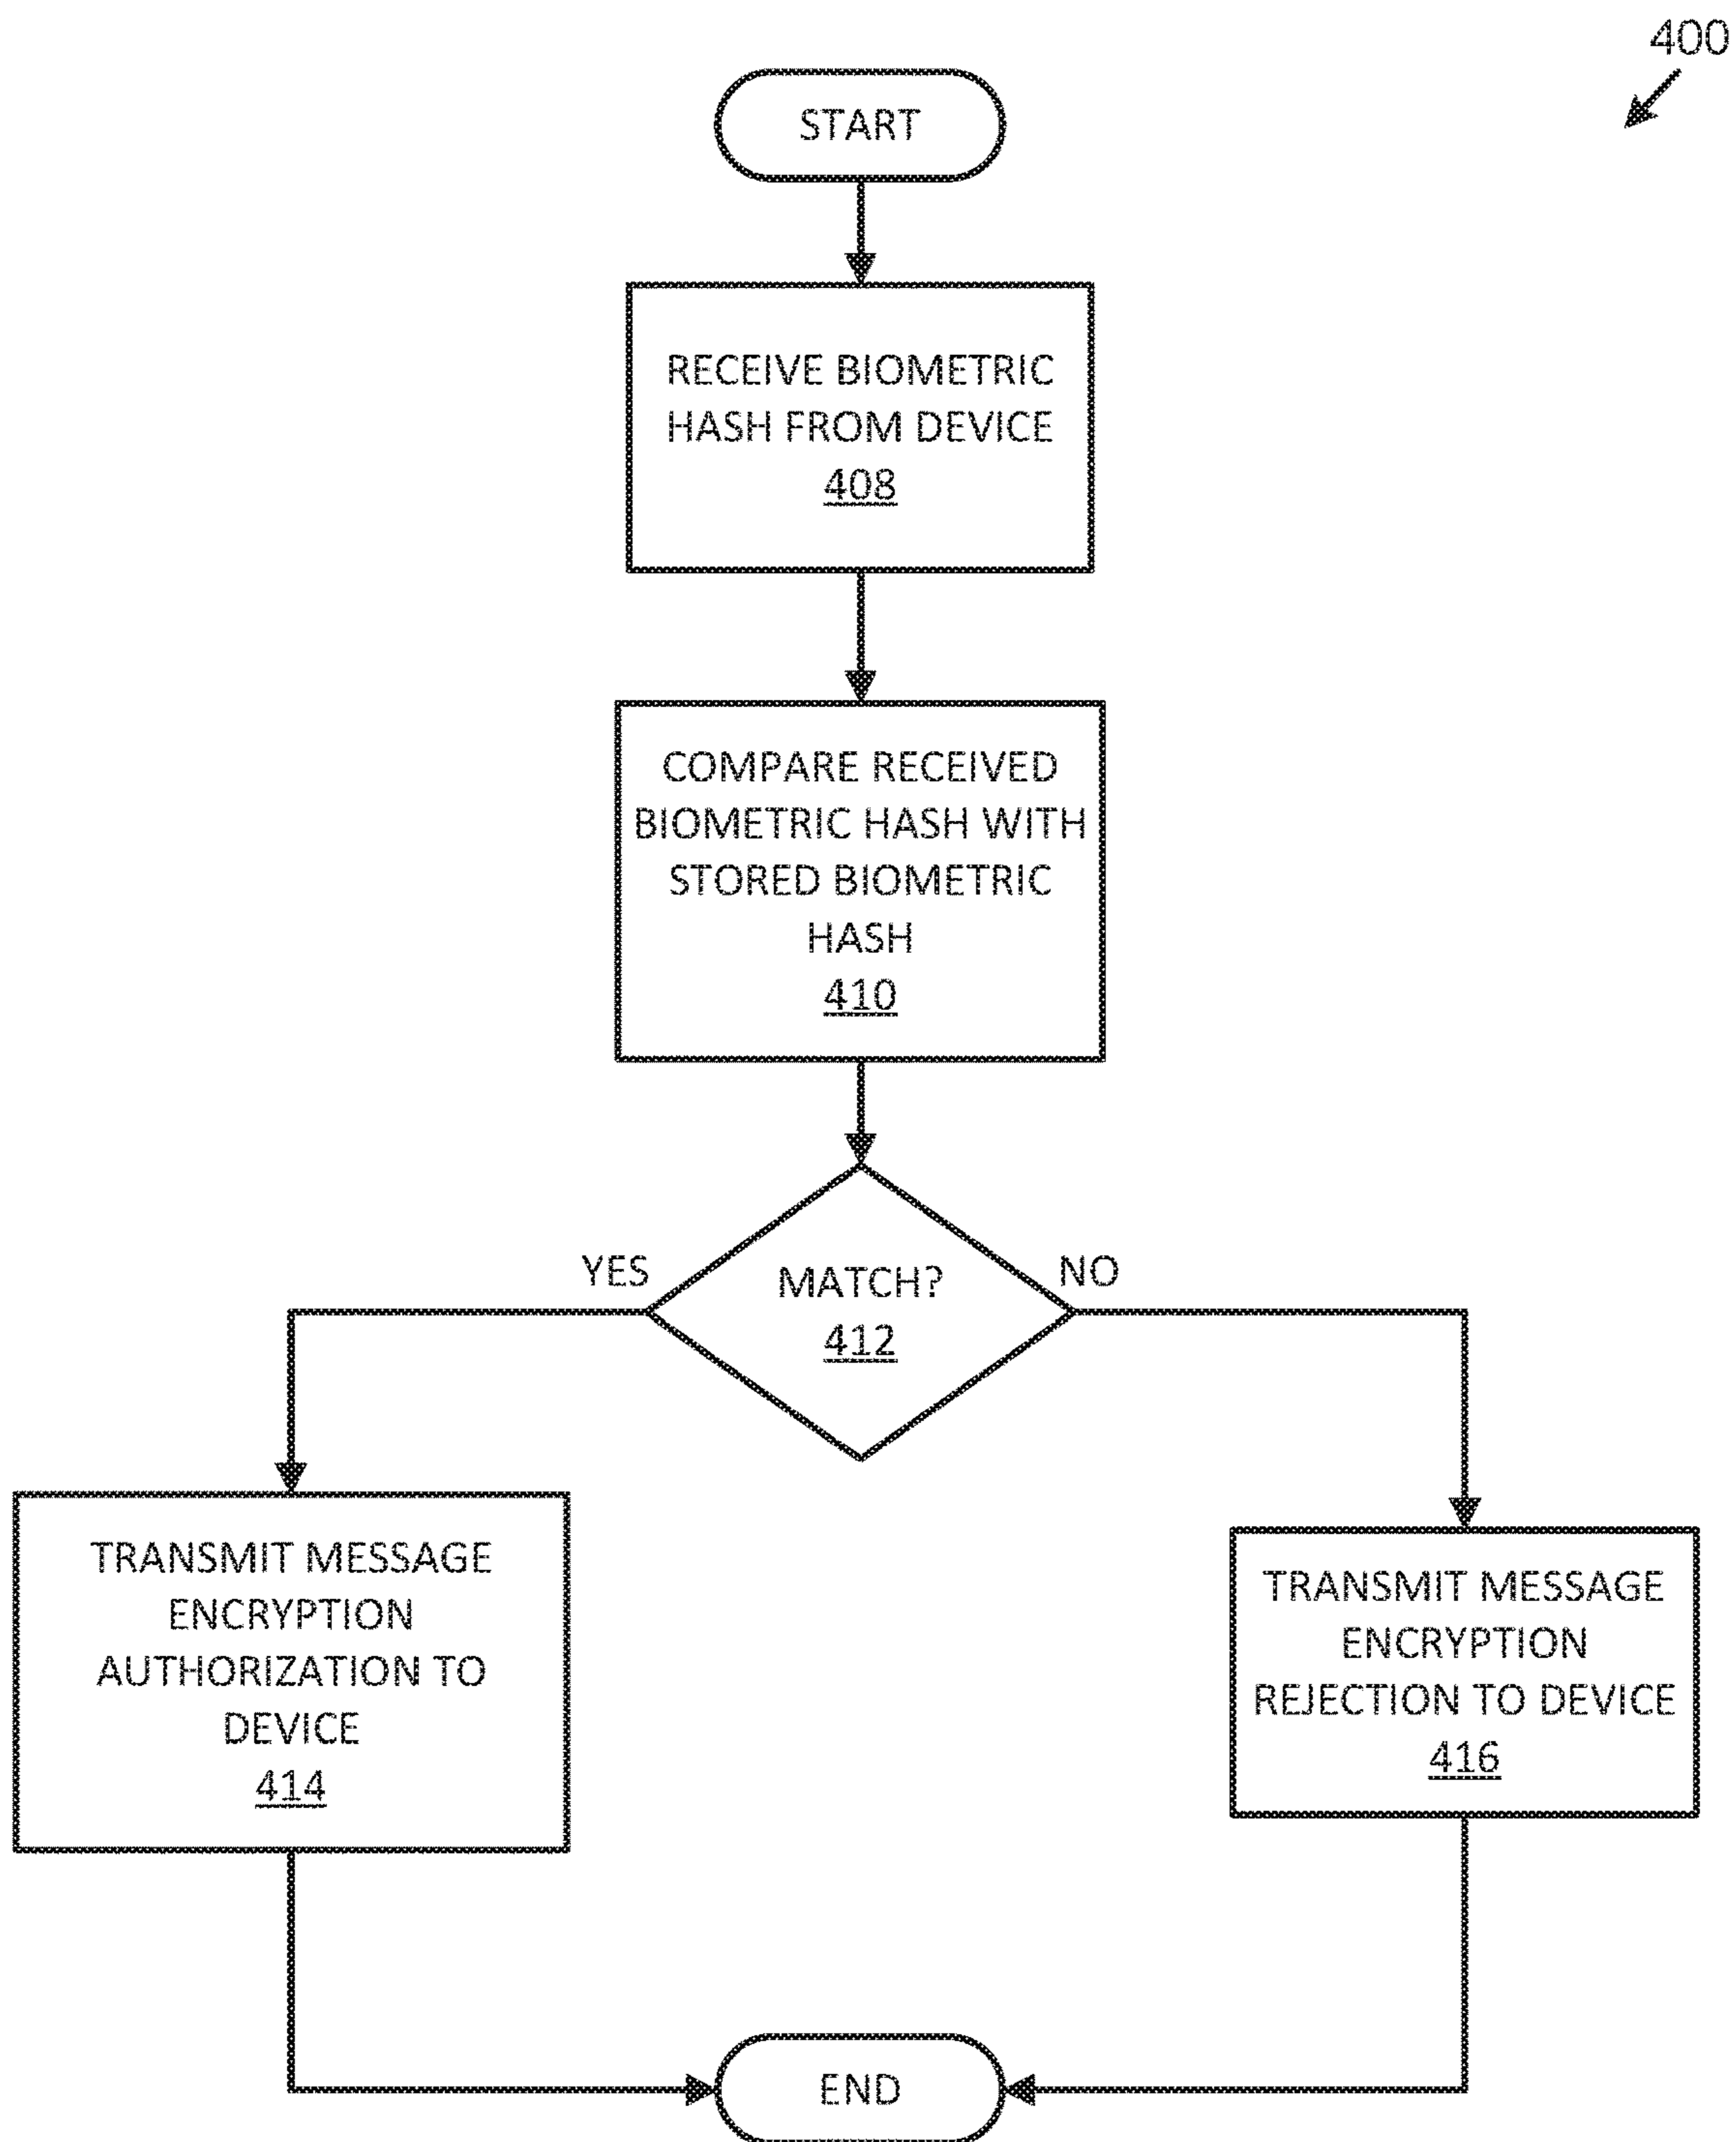 400
START
RECEIVE BIOMETRIC
HASH FROM DEVICE
408
COMPARE RECEIVED
BIOMETRIC HASH WITH
STORED BIOMETRIC
HASH
410
YES
MATCH?
412
NO
TRANSMIT MESSAGE
ENCRYPTION
AUTHORIZATION TO
DEVICE
414
TRANSMIT MESSAGE
ENCRYPTION
REJECTION TO DEVICE
416
END